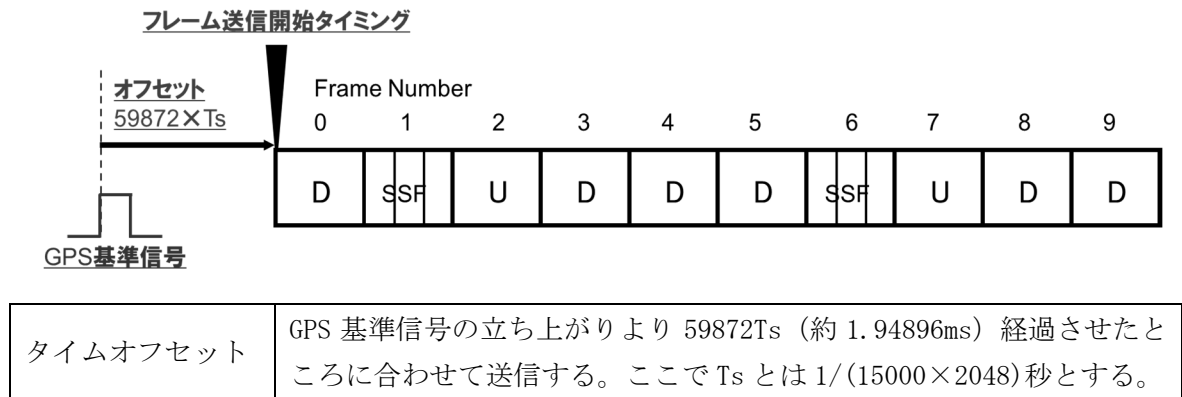 フレーム送信開始タイミング
オフセット
59872×Ts
Frame Number
0 1 2 3 4 5 6 7 8 9
D SSF U D D D SSF U D D
GPS基準信号
タイムオフセット
GPS 基準信号の立ち上がりより 59872Ts (約 1.94896ms) 経過させたと
ころに合わせて送信する。ここで Ts とは 1/(15000×2048)秒とする。